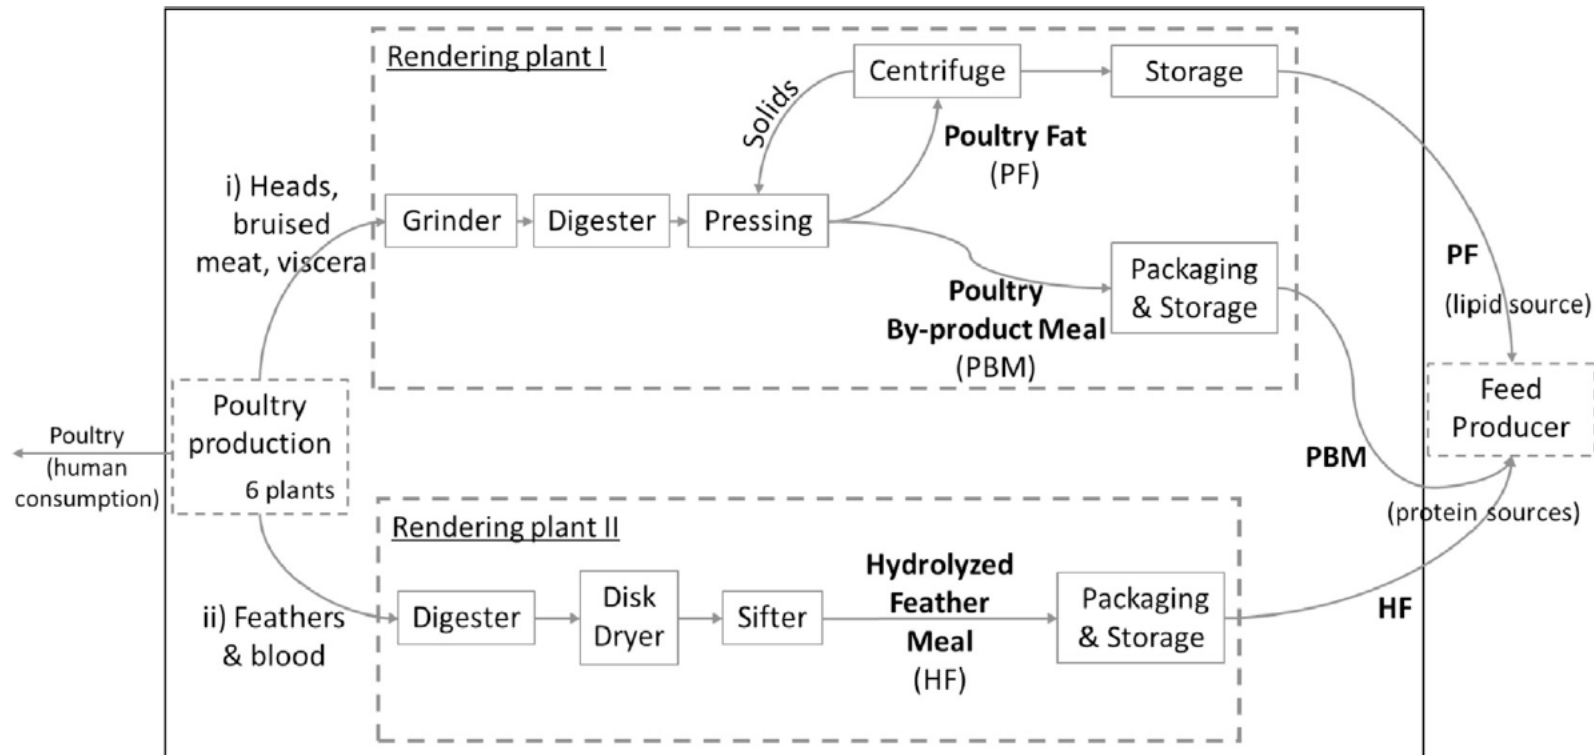 Rendering plant I
Centrifuge
Storage
Solids
Poultry Fat
(PF)
i) Heads,
bruised
meat, viscera
Grinder
Digester
Pressing
Packaging
& Storage
Poultry
By-product Meal
(PBM)
PF
(lipid source)
Poultry
production
6 plants
Poultry
(human
consumption)
Feed
Producer
PBM
(protein sources)
Rendering plant II
ii) Feathers
& blood
Digester
Disk
Dryer
Sifter
Hydrolyzed
Feather
Meal
(HF)
Packaging
& Storage
HF